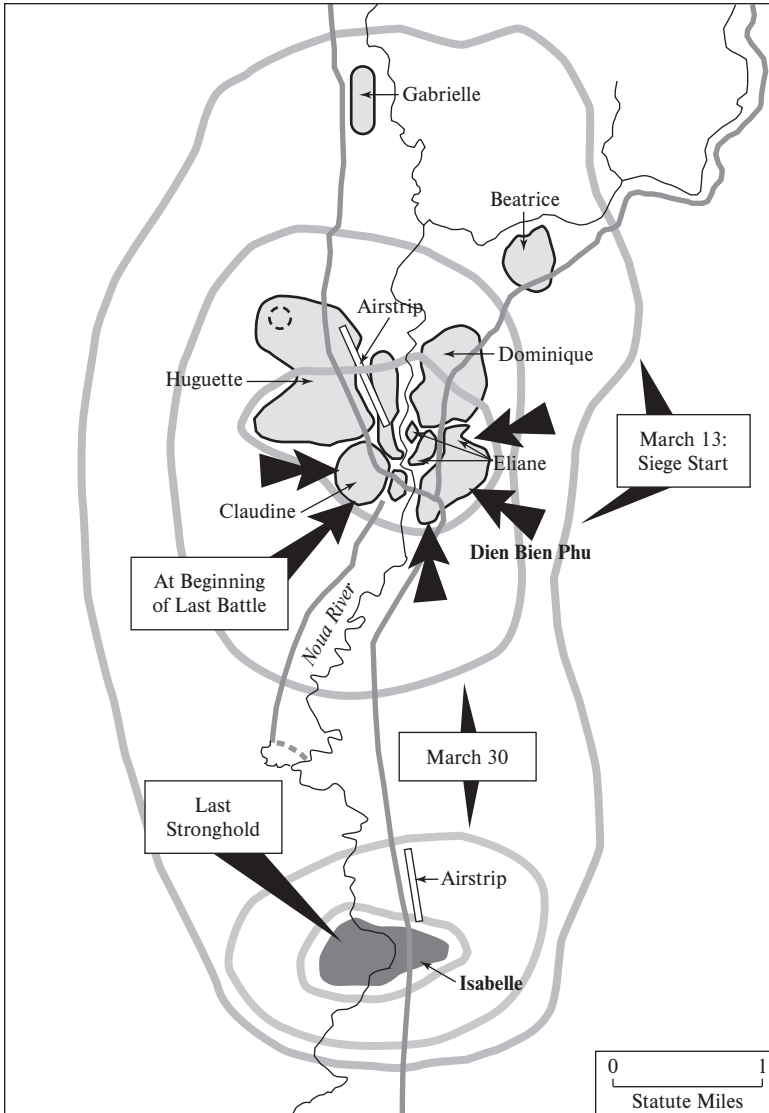 Gabrielle
Beatrice
Airstrip
Dominique
Huguette
March 13:
Siege Start
Eliane
Claudine
Dien Bien Phu
At Beginning
of Last Battle
Noua River
March 30
Last
Stronghold
Airstrip
Isabelle
0 1
Statute Miles